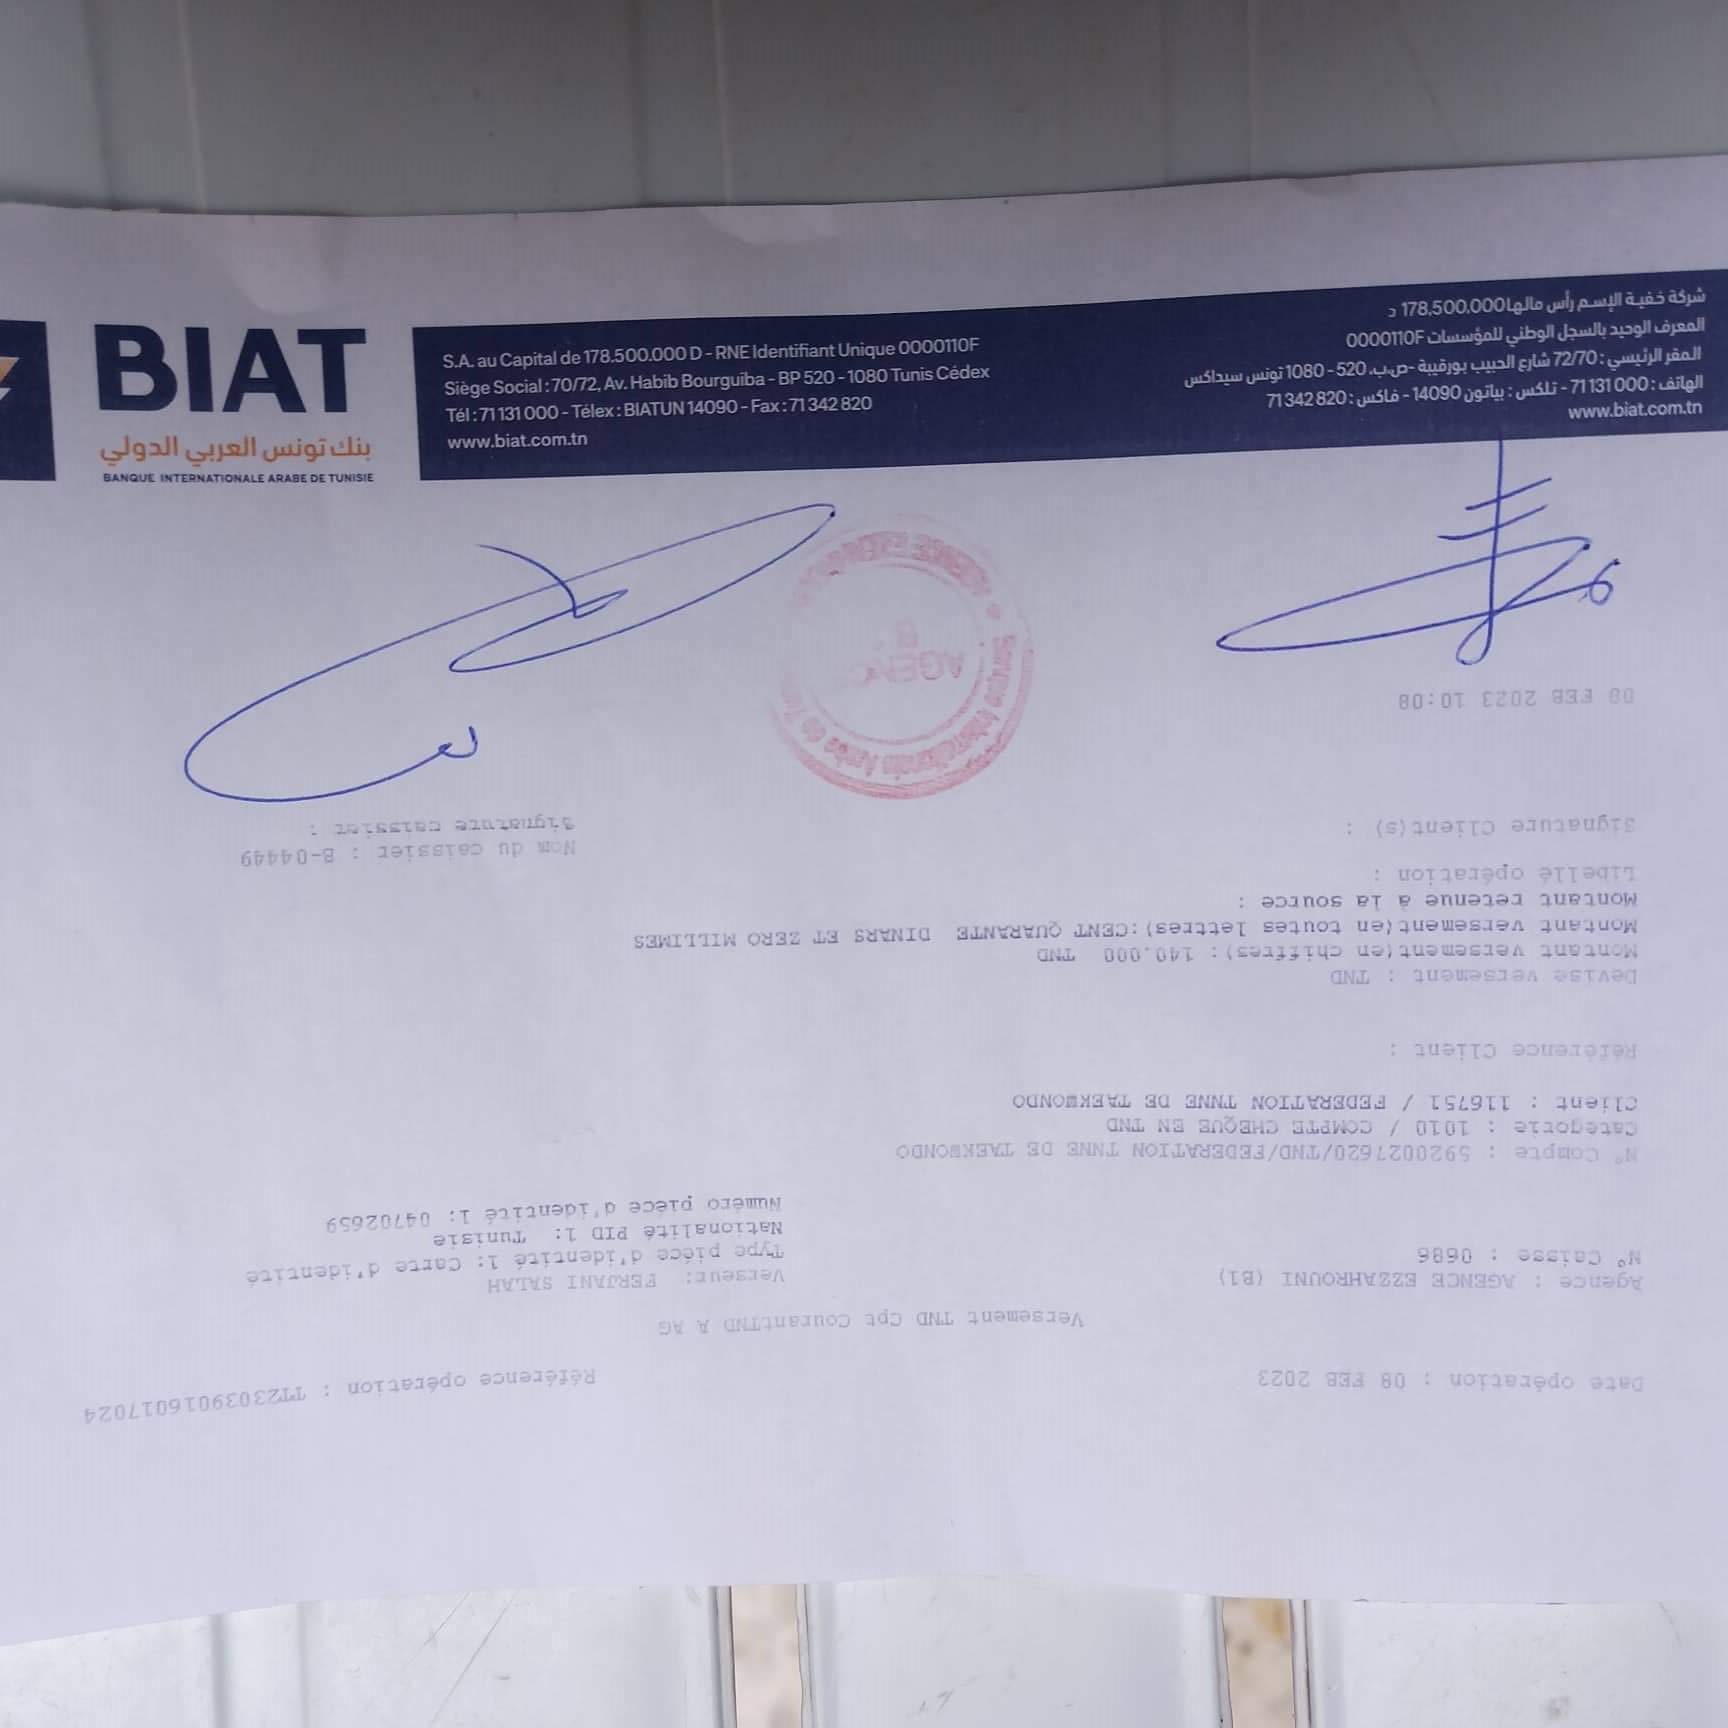 BIAT
بنك تونس العربي الدولي
BANQUE INTERNATIONALE ARABE DE TUNISIE
S.A. au Capital de 178.500.000 D - RNE Identifiant Unique 0000110F
Siège Social : 70/72, Av. Habib Bourguiba - BP 520 - 1080 Tunis Cédex
Tél : 71 131 000 - Télex : BIATUN 14090 - Fax : 71 342 820
www.biat.com.tn
شركة خفية الإسم رأس مالها 178,500,000 د
المعرف الوحيد بالسجل الوطني للمؤسسات 0000110F
المقر الرئيسي : 72/70 شارع الحبيب بورقيبة -ص.ب. 520 - 1080 تونس سيداكس
الهاتف : 000 131 71 - تلكس : بياتون 14090 - فاكس : 820 342 71
www.biat.com.tn
Date opération : 08 FEB 2023
Référence opération : TT2303901601702​4
Versement TND Cpt CourantTND A AG
Agence : AGENCE EZZAHROUNI (B1)
N° Caisse : 0686
Verseur: FERJANI SALAH
Type pièce d'identité 1: Carte d'identité
Nationalité PID 1: Tunisie
Numéro pièce d'identité 1: 04702659
N° Compte : 592002762​0/TND/FEDERATION TNNE DE TAEKWONDO
Catégorie : 1010 / COMPTE CHEQUE EN TND
Client : 116751 / FEDERATION TNNE DE TAEKWONDO
Référence Client :
Devise versement : TND
Montant versement(en chiffres): 140.000 TND
Montant versement(en toutes lettres):CENT QUARANTE DINARS ET ZERO MILLIMES
Montant retenue à la source :
Libellé opération :
Signature Client(s) :
Nom du caissier : B-04449
Signature caissier :
08 FEB 2023 10:08